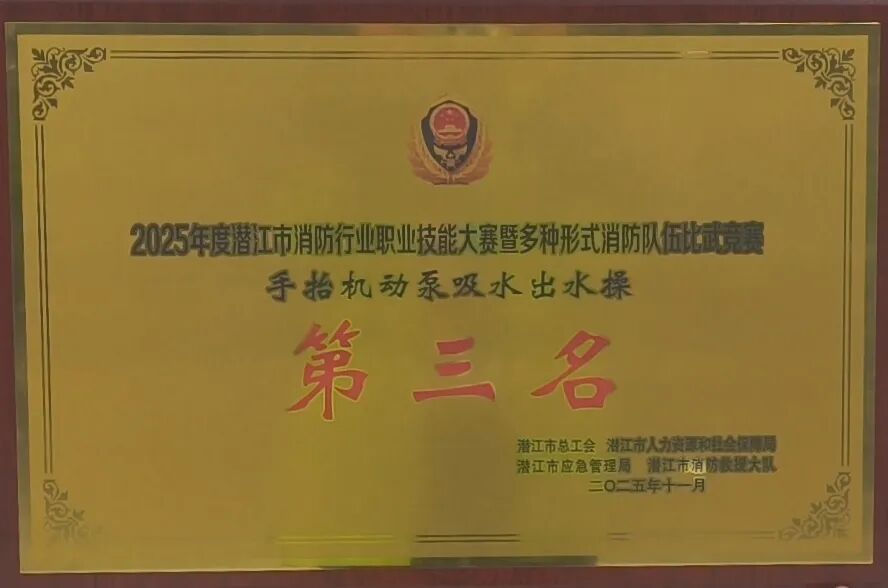 2025年度潜江市消防行业职业技能大赛暨多种形式消防队伍比武竞赛
手抬机动泵吸水出水操
第三名
潜江市总工会 潜江市人力资源和社会保障局
潜江市应急管理局 潜江市消防救援大队
二〇二五年十一月